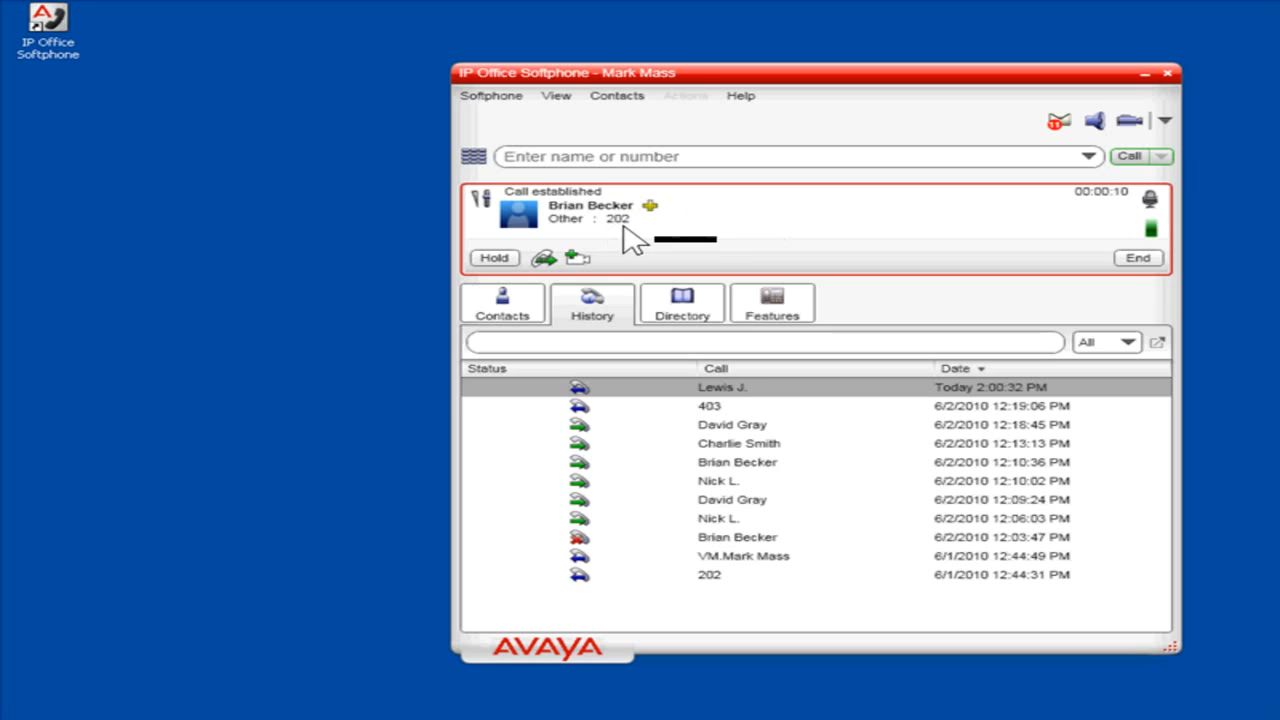 IP Office
Softphone
IP Office Softphone - Mark Mass
Softphone View Contacts Actions Help
11
Enter name or number Call
Call established 00:00:10
Brian Becker
Other : 202
Hold End
Contacts History Directory Features
All
Status Call Date
Lewis J. Today 2:00:32 PM
403 6/2/2010 12:19:06 PM
David Gray 6/2/2010 12:18:45 PM
Charlie Smith 6/2/2010 12:13:13 PM
Brian Becker 6/2/2010 12:10:36 PM
Nick L. 6/2/2010 12:10:02 PM
David Gray 6/2/2010 12:09:24 PM
Nick L. 6/2/2010 12:06:03 PM
Brian Becker 6/2/2010 12:03:47 PM
VM.Mark Mass 6/1/2010 12:44:49 PM
202 6/1/2010 12:44:31 PM
AVAYA